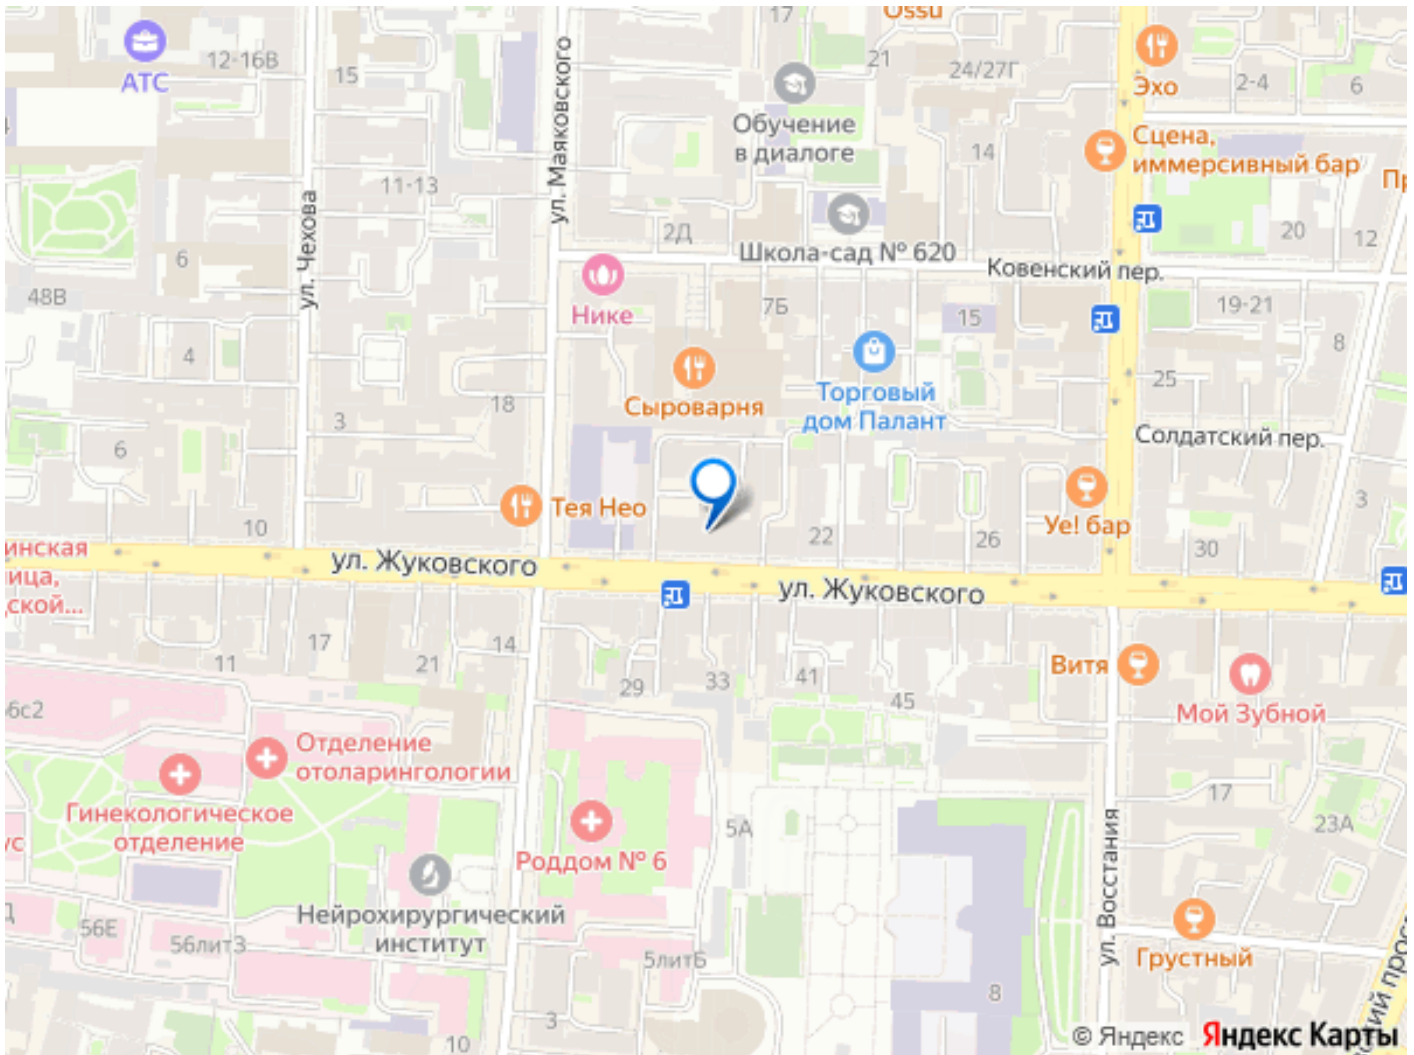 Ossu
17
12-16В
АТС
15
21
24/27Г
Эхо
2-4
6
ул. Маяковского
Обучение
в диалоге
14
Сцена,
иммерсивный бар
11-13
ул. Чехова
2Д
Школа-сад № 620
20
12
6
Ковенский пер.
48В
Нике
7Б
15
19-21
4
8
Сыроварня
Торговый
дом Палант
25
18
3
6
Солдатский пер.
Тея Нео
10
22
26
Уе! бар
30
3
ул. Жуковского
ул. Жуковского
17
14
11
21
29
33
41
45
Витя
Мой Зубной
6с2
Отделение
отоларингологии
Гинекологическое
отделение
Роддом № 6
5А
17
23А
ул. Восстания
Нейрохирургический
институт
56Е
56лит3
5литБ
Грустный
8
3
10
© Яндекс Яндекс Карты